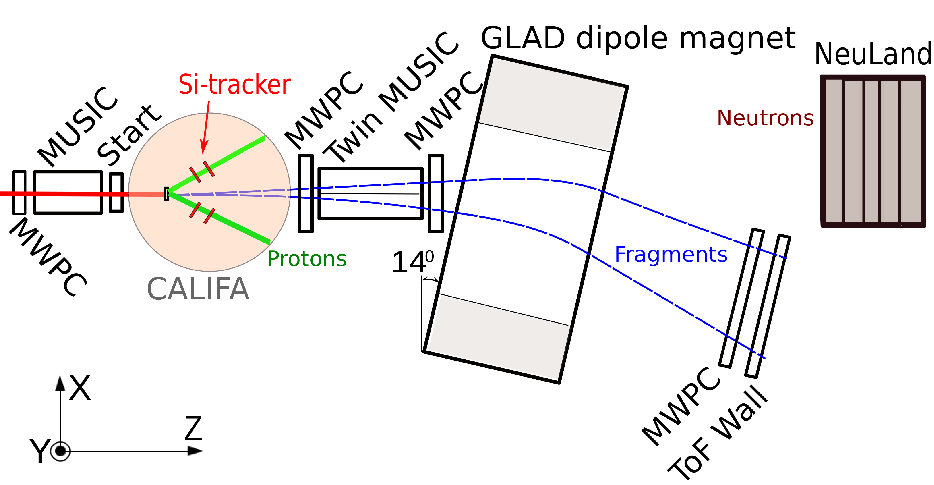 GLAD dipole magnet
NeuLand
Si-tracker
MUSIC
Start
MWPC
Twin MUSIC
MWPC
Neutrons
MWPC
Protons
CALIFA
14⁰
Fragments
X
Z
Y
MWPC
ToF Wall